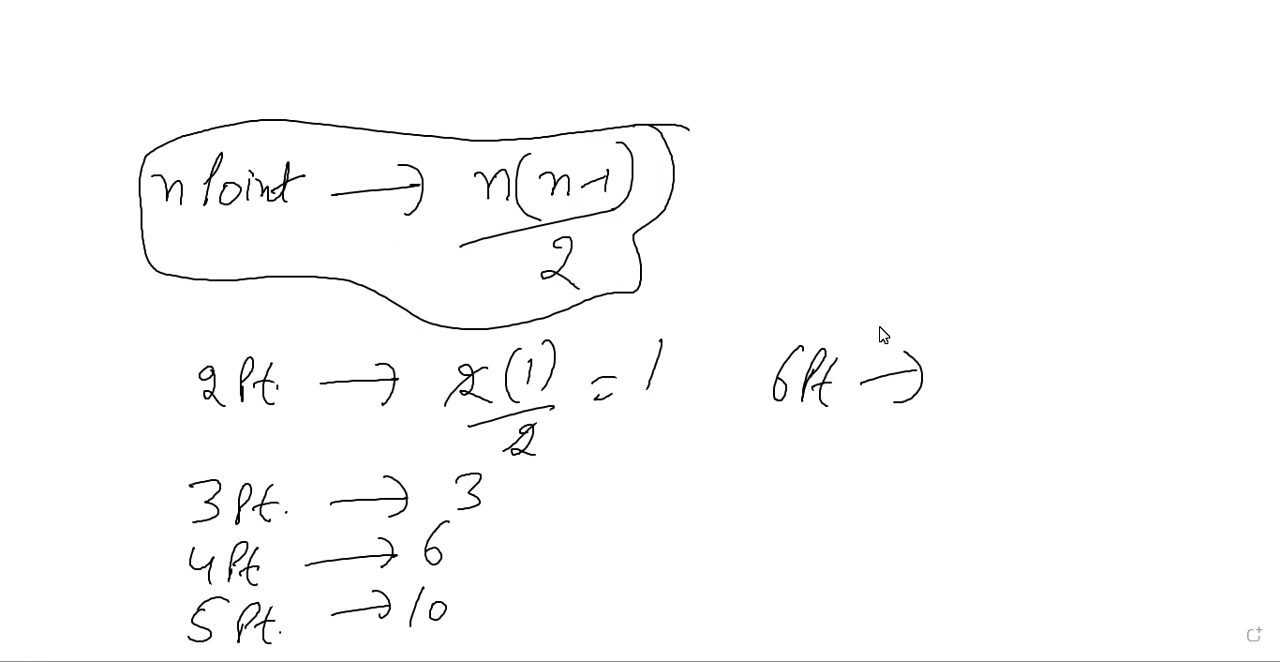 n Point → n(n-1)/2
2 Pt. → 2(1)/2 = 1
6 Pt →
3 Pt. → 3
4 Pt → 6
5 Pt. → 10